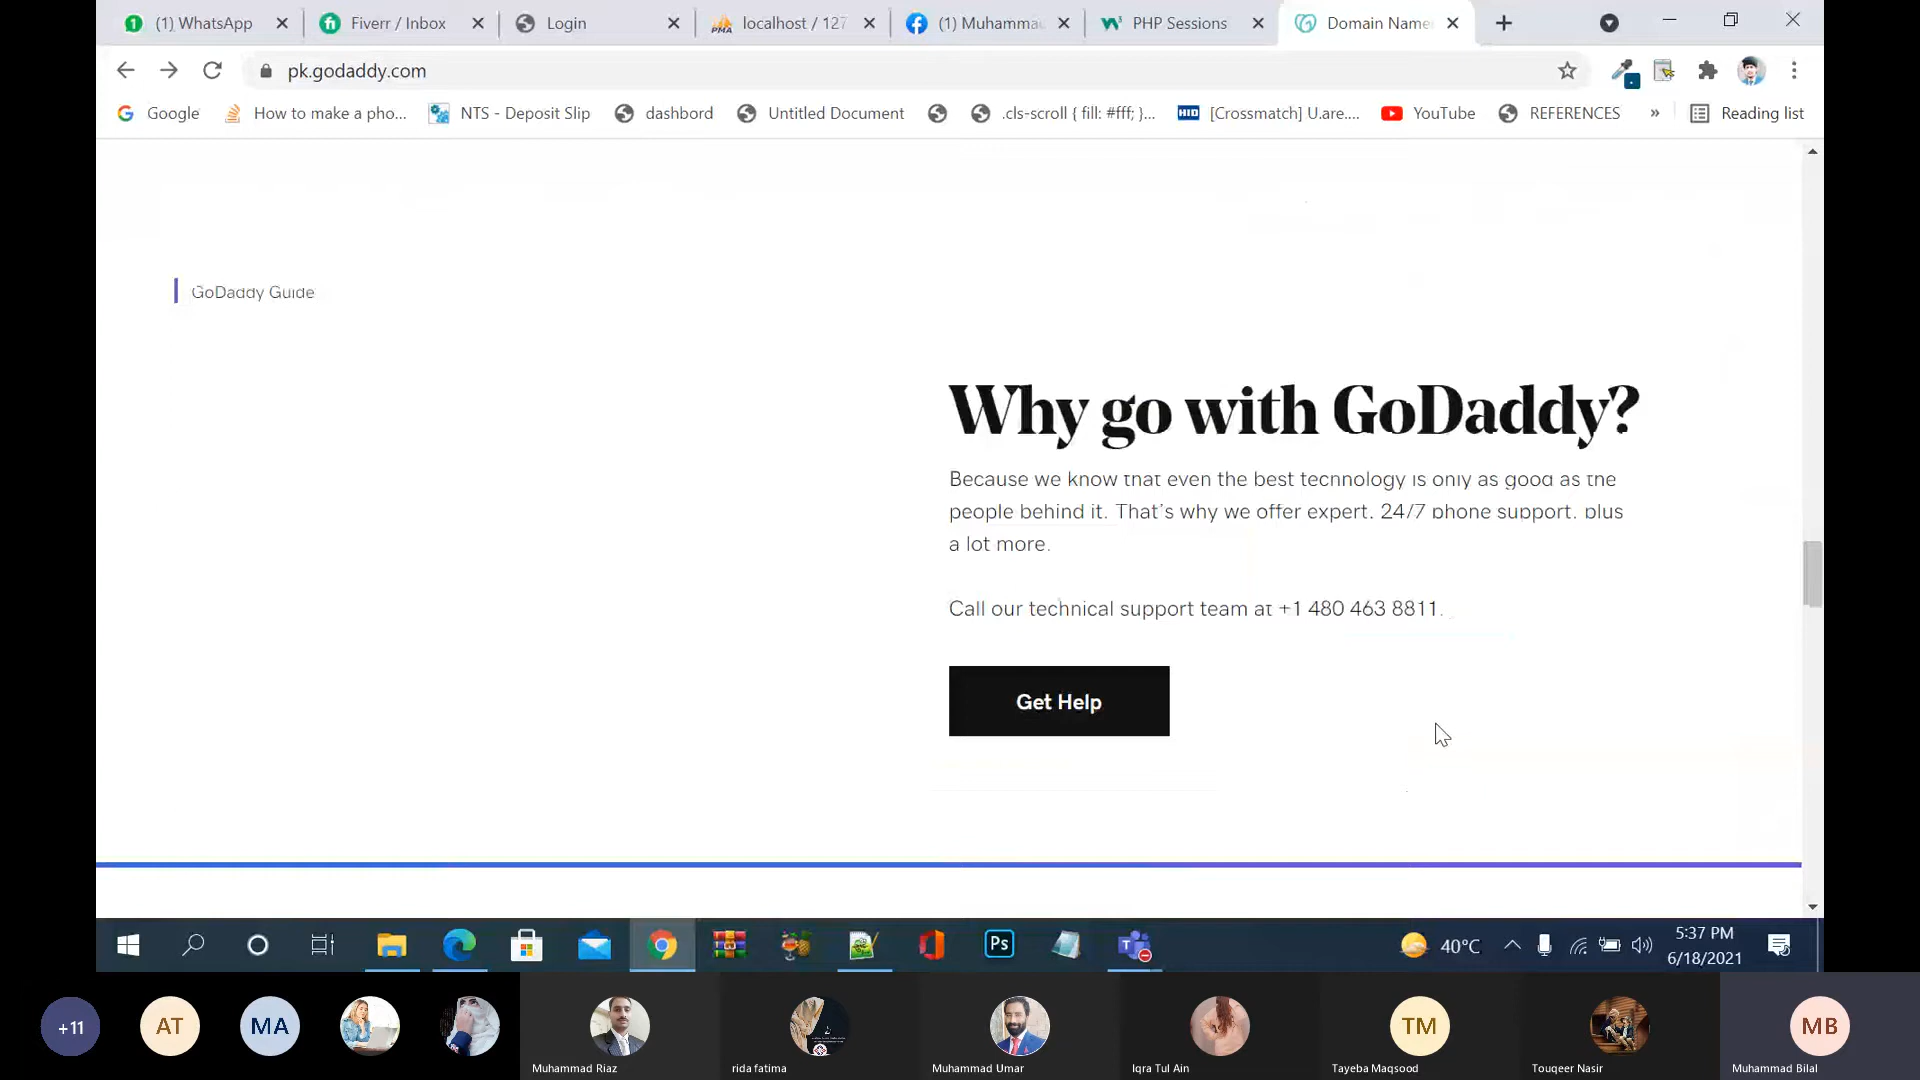 (1) WhatsApp
Fiverr / Inbox
Login
PMA
localhost / 127
(1) Muhammad
PHP Sessions
Domain Name
pk.godaddy.com
Google
How to make a pho...
NTS - Deposit Slip
dashbord
Untitled Document
.cls-scroll { fill: #fff; }...
HID
[Crossmatch] U.are....
YouTube
REFERENCES
»
Reading list
GoDaddy Guide
Why go with GoDaddy?
Because we know that even the best technology is only as good as the
people behind it. That's why we offer expert, 24/7 phone support, plus
a lot more.
Call our technical support team at +1 480 463 8811.
Get Help
Ps
40°C
5:37 PM
6/18/2021
+11
AT
MA
Muhammad Riaz
rida fatima
Muhammad Umar
Iqra Tul Ain
TM
Tayeba Maqsood
Touqeer Nasir
MB
Muhammad Bilal